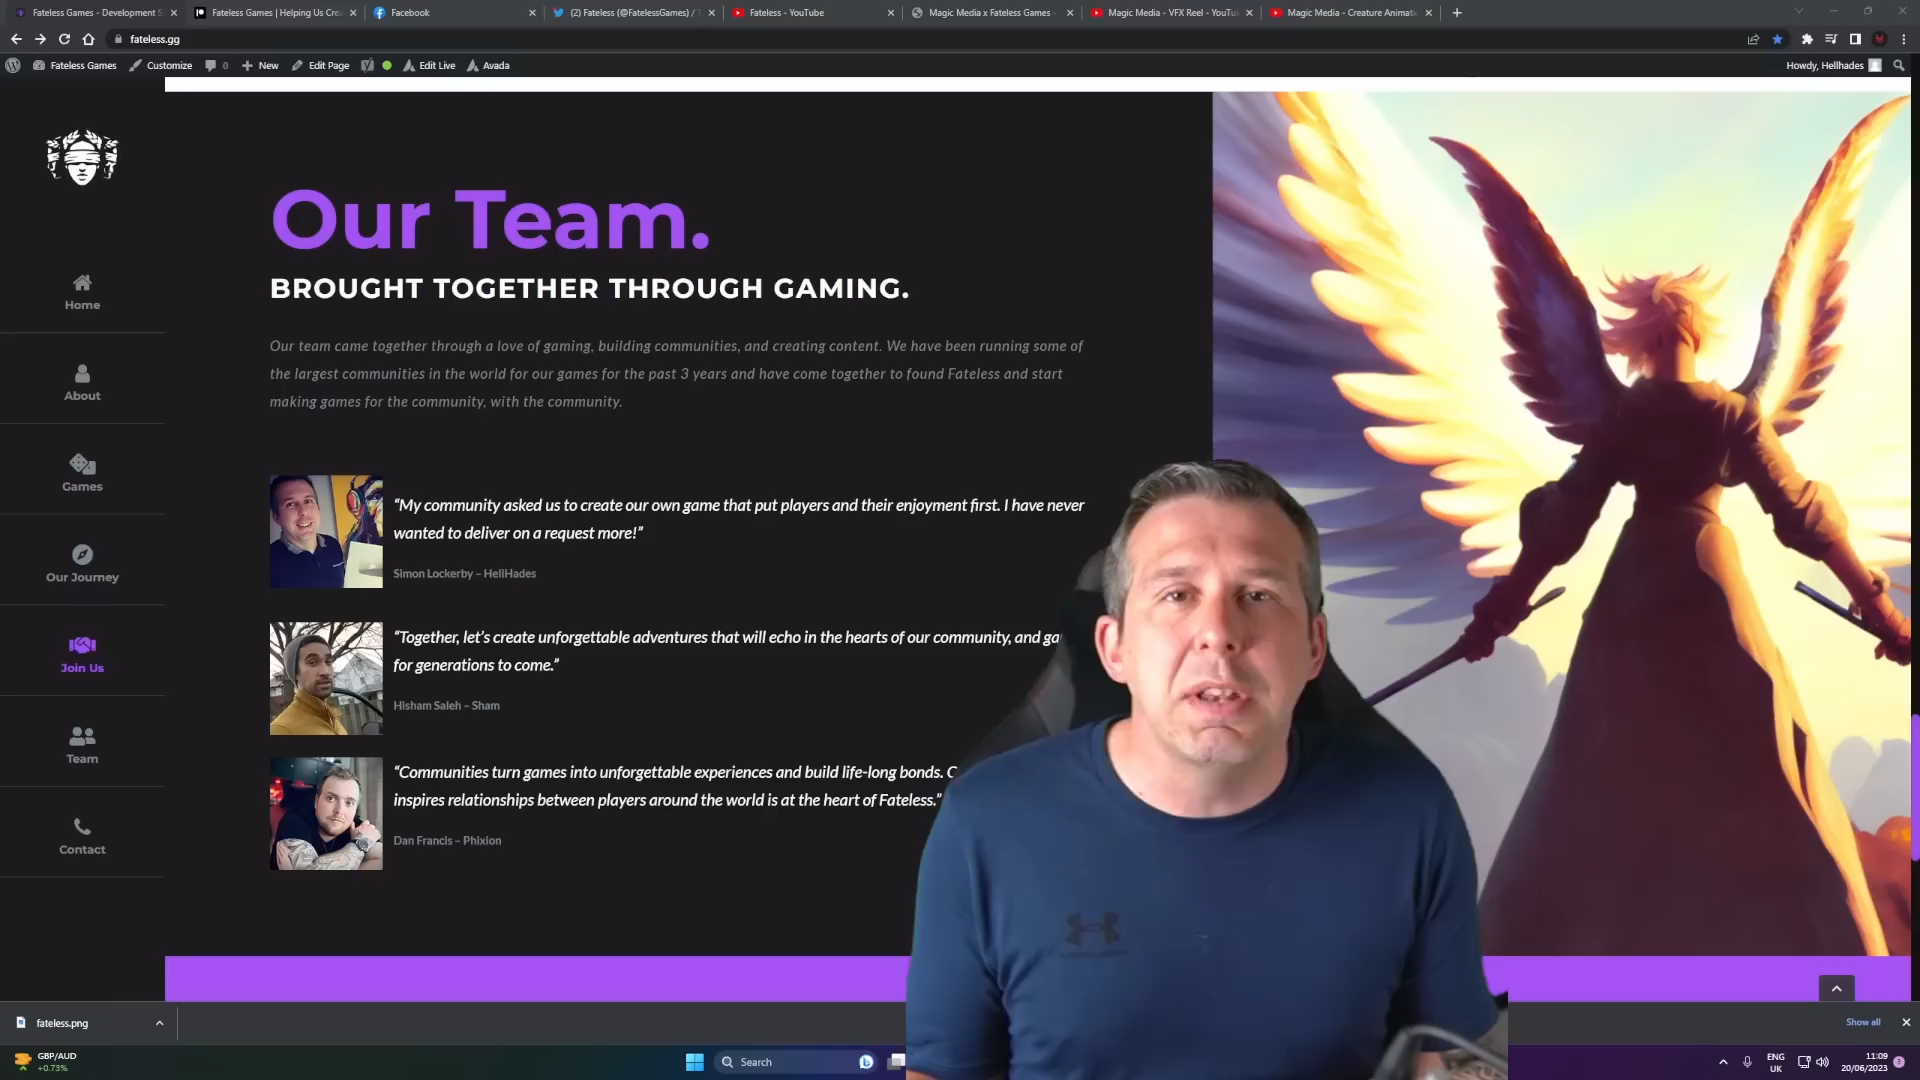 Fateless Games - Development S
Fateless Games | Helping Us Crea
Facebook
(2) Fateless (@FatelessGames) / T
Fateless - YouTube
Magic Media x Fateless Games -
Magic Media - VFX Reel - YouTu
Magic Media - Creature Animati
fateless.gg
Fateless Games
Customize
0
New
Edit Page
Edit Live
Avada
Howdy, Hellhades
Home
About
Games
Our Journey
Join Us
Team
Contact
Our Team.
BROUGHT TOGETHER THROUGH GAMING.
Our team came together through a love of gaming, building communities, and creating content. We have been running some of
the largest communities in the world for our games for the past 3 years and have come together to found Fateless and start
making games for the community, with the community.
“My community asked us to create our own game that put players and their enjoyment first. I have never
wanted to deliver on a request more!”
Simon Lockerby – HellHades
“Together, let’s create unforgettable adventures that will echo in the hearts of our community, and ga
for generations to come.”
Hisham Saleh – Sham
“Communities turn games into unforgettable experiences and build life-long bonds. C
inspires relationships between players around the world is at the heart of Fateless.”
Dan Francis – Phixion
fateless.png
Show all
GBP/AUD
+0.73%
Search
ENG
UK
11:09
20/06/2023
3